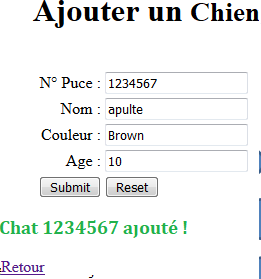 Ajouter un Chien
N° Puce : 1234567
Nom : apulte
Couleur : Brown
Age : 10
Submit Reset
Chat 1234567 ajouté !
Retour